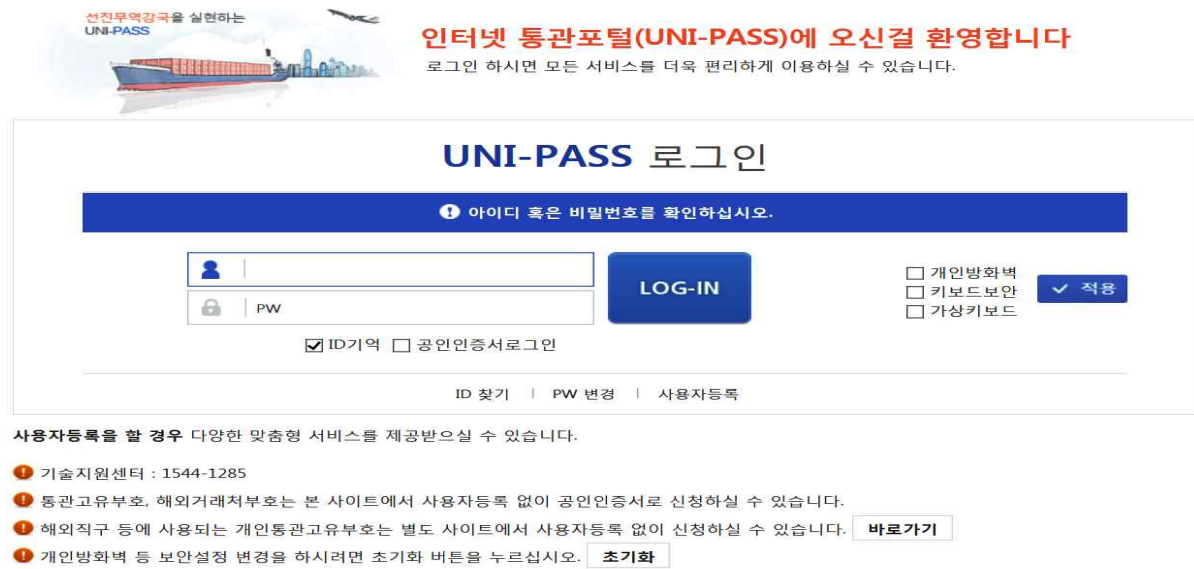 선진무역강국을 실현하는
UNI-PASS
인터넷 통관포털(UNI-PASS)에 오신걸 환영합니다
로그인 하시면 모든 서비스를 더욱 편리하게 이용하실 수 있습니다.
UNI-PASS 로그인
아이디 혹은 비밀번호를 확인하십시오.
PW
LOG-IN
개인방화벽
키보드보안
가상키보드
적용
ID기억 공인인증서로그인
ID 찾기 | PW 변경 | 사용자등록
사용자등록을 할 경우 다양한 맞춤형 서비스를 제공받으실 수 있습니다.
기술지원센터 : 1544-1285
통관고유부호, 해외거래처부호는 본 사이트에서 사용자등록 없이 공인인증서로 신청하실 수 있습니다.
해외직구 등에 사용되는 개인통관고유부호는 별도 사이트에서 사용자등록 없이 신청하실 수 있습니다. 바로가기
개인방화벽 등 보안설정 변경을 하시려면 초기화 버튼을 누르십시오. 초기화